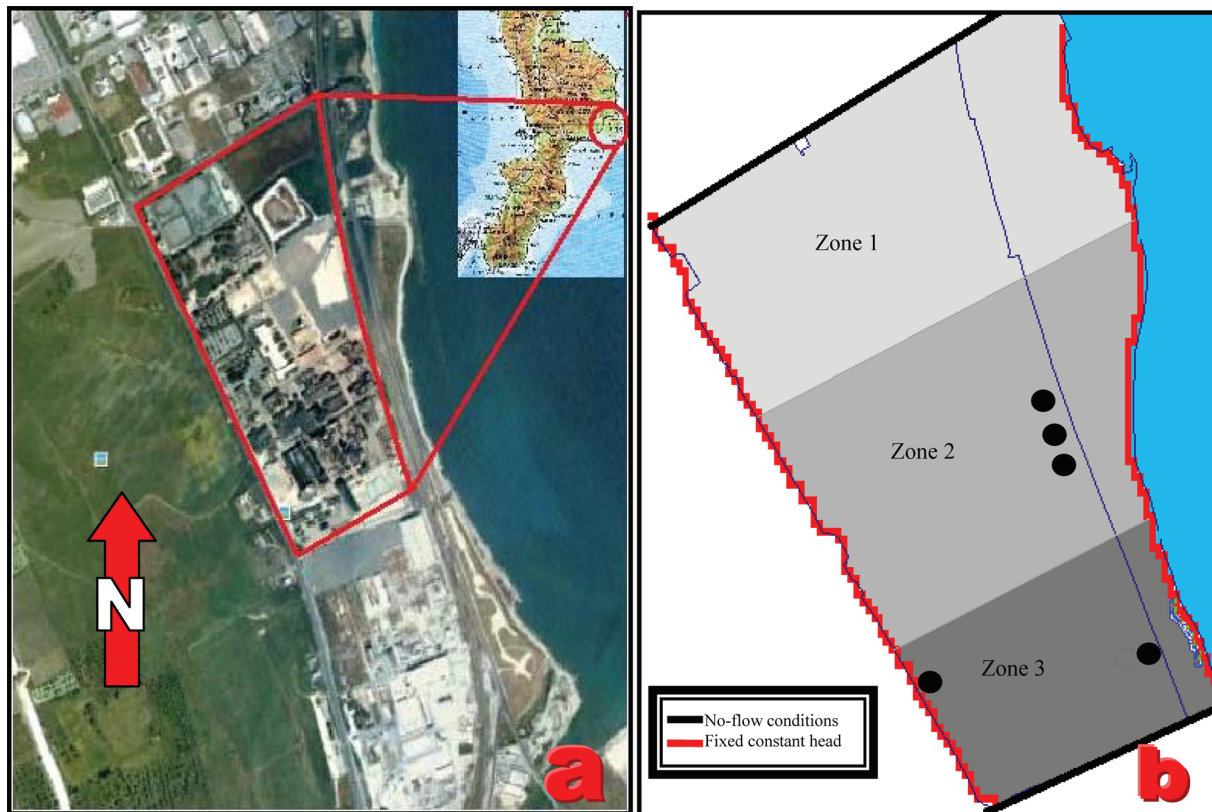 N
a
Zone 1
Zone 2
Zone 3
No-flow conditions
Fixed constant head
b